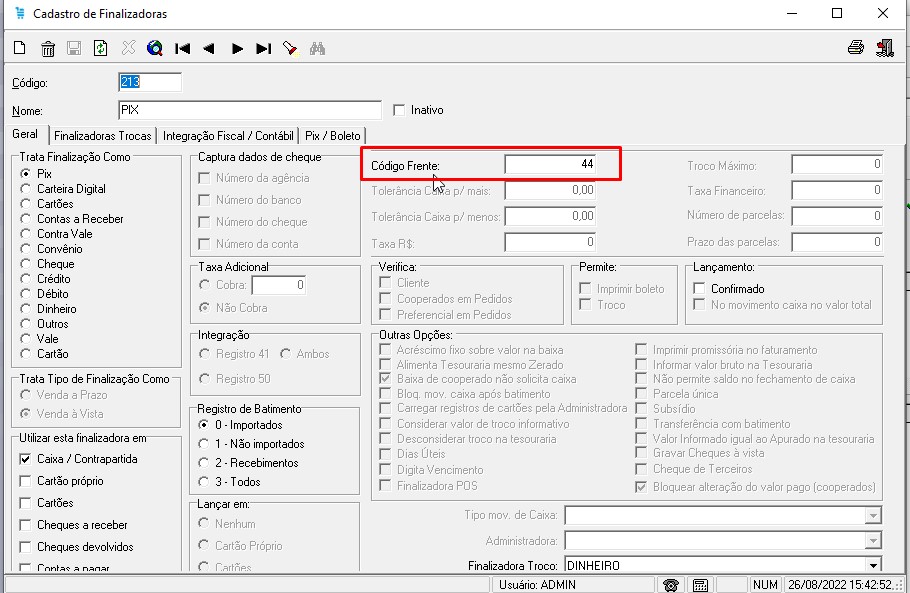 Cadastro de Finalizadoras
Código: 213
Nome: PIX
Inativo
Geral Finalizadoras Trocas Integração Fiscal / Contábil Pix / Boleto
Trata Finalização Como
Pix
Carteira Digital
Cartões
Contas a Receber
Contra Vale
Convênio
Cheque
Crédito
Débito
Dinheiro
Outros
Vale
Cartão
Trata Tipo de Finalização Como
Venda a Prazo
Venda à Vista
Utilizar esta finalizadora em
Caixa / Contrapartida
Cartão próprio
Cartões
Cheques a receber
Cheques devolvidos
Contas a pagar
Captura dados de cheque
Número da agência
Número do banco
Número do cheque
Número da conta
Taxa Adicional
Cobra: 0
Não Cobra
Integração
Registro 41 Ambos
Registro 50
Registro de Batimento
0 - Importados
1 - Não importados
2 - Recebimentos
3 - Todos
Lançar em:
Nenhum
Cartão Próprio
Cartões
Código Frente: 44
Tolerância Caixa p/ mais: 0,00
Tolerância Caixa p/ menos: 0,00
Taxa R$: 0
Troco Máximo: 0
Taxa Financeiro: 0
Número de parcelas: 0
Prazo das parcelas: 0
Verifica:
Cliente
Cooperados em Pedidos
Preferencial em Pedidos
Permite:
Imprimir boleto
Troco
Lançamento:
Confirmado
No movimento caixa no valor total
Outras Opções:
Acréscimo fixo sobre valor na baixa
Alimenta Tesouraria mesmo Zerado
Baixa de cooperado não solicita caixa
Bloq. mov. caixa após batimento
Carregar registros de cartões pela Administradora
Considerar valor de troco informativo
Desconsiderar troco na tesouraria
Dias Úteis
Digita Vencimento
Finalizadora POS
Imprimir promissória no faturamento
Informar valor bruto na Tesouraria
Não permite saldo no fechamento de caixa
Parcela única
Subsídio
Transferência com batimento
Valor Informado igual ao Apurado na tesouraria
Gravar Cheques à vista
Cheque de Terceiros
Bloquear alteração do valor pago (cooperados)
Tipo mov. de Caixa:
Administradora:
Finalizadora Troco: DINHEIRO
Usuário: ADMIN NUM 26/08/2022 15:42:52